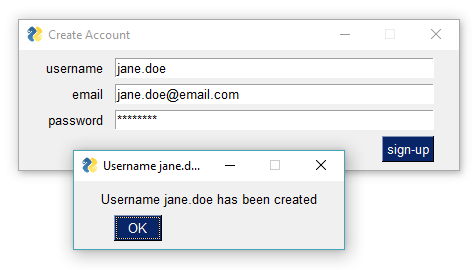 Create Account
username jane.doe
email jane.doe@email.com
password ********
sign-up
Username jane.d...
Username jane.doe has been created
OK